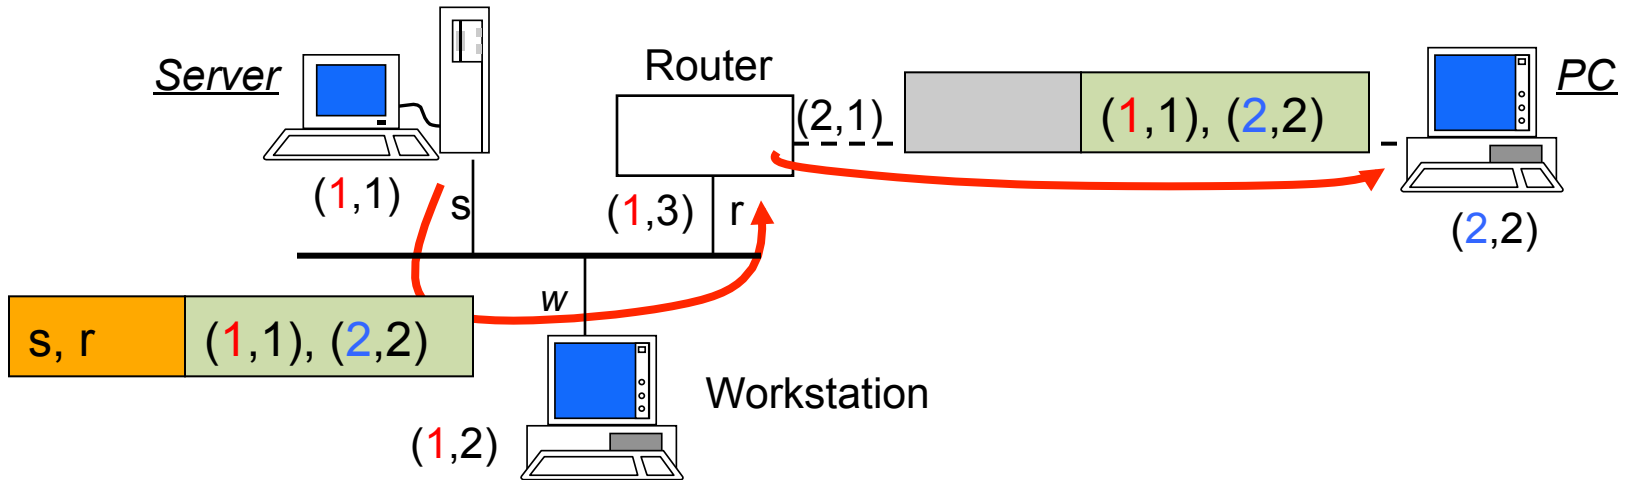 Server
Router
PC
(2,1)
(1,1), (2,2)
(1,1)
s
(1,3)
r
(2,2)
w
s, r
(1,1), (2,2)
Workstation
(1,2)